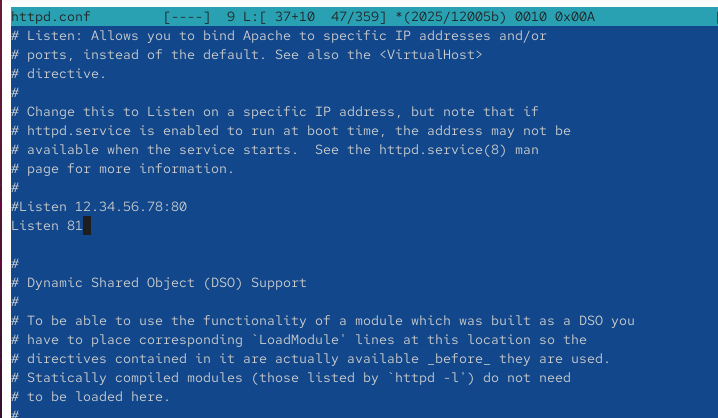 httpd.conf         [----]  9 L:[ 37+10  47/359] *(2025/12005b) 0010 0x00A
# Listen: Allows you to bind Apache to specific IP addresses and/or
# ports, instead of the default. See also the <VirtualHost>
# directive.
#
# Change this to Listen on a specific IP address, but note that if
# httpd.service is enabled to run at boot time, the address may not be
# available when the service starts.  See the httpd.service(8) man
# page for more information.
#
#Listen 12.34.56.78:80
Listen 81
#
# Dynamic Shared Object (DSO) Support
#
# To be able to use the functionality of a module which was built as a DSO you
# have to place corresponding `LoadModule' lines at this location so the
# directives contained in it are actually available _before_ they are used.
# Statically compiled modules (those listed by `httpd -l') do not need
# to be loaded here.
#